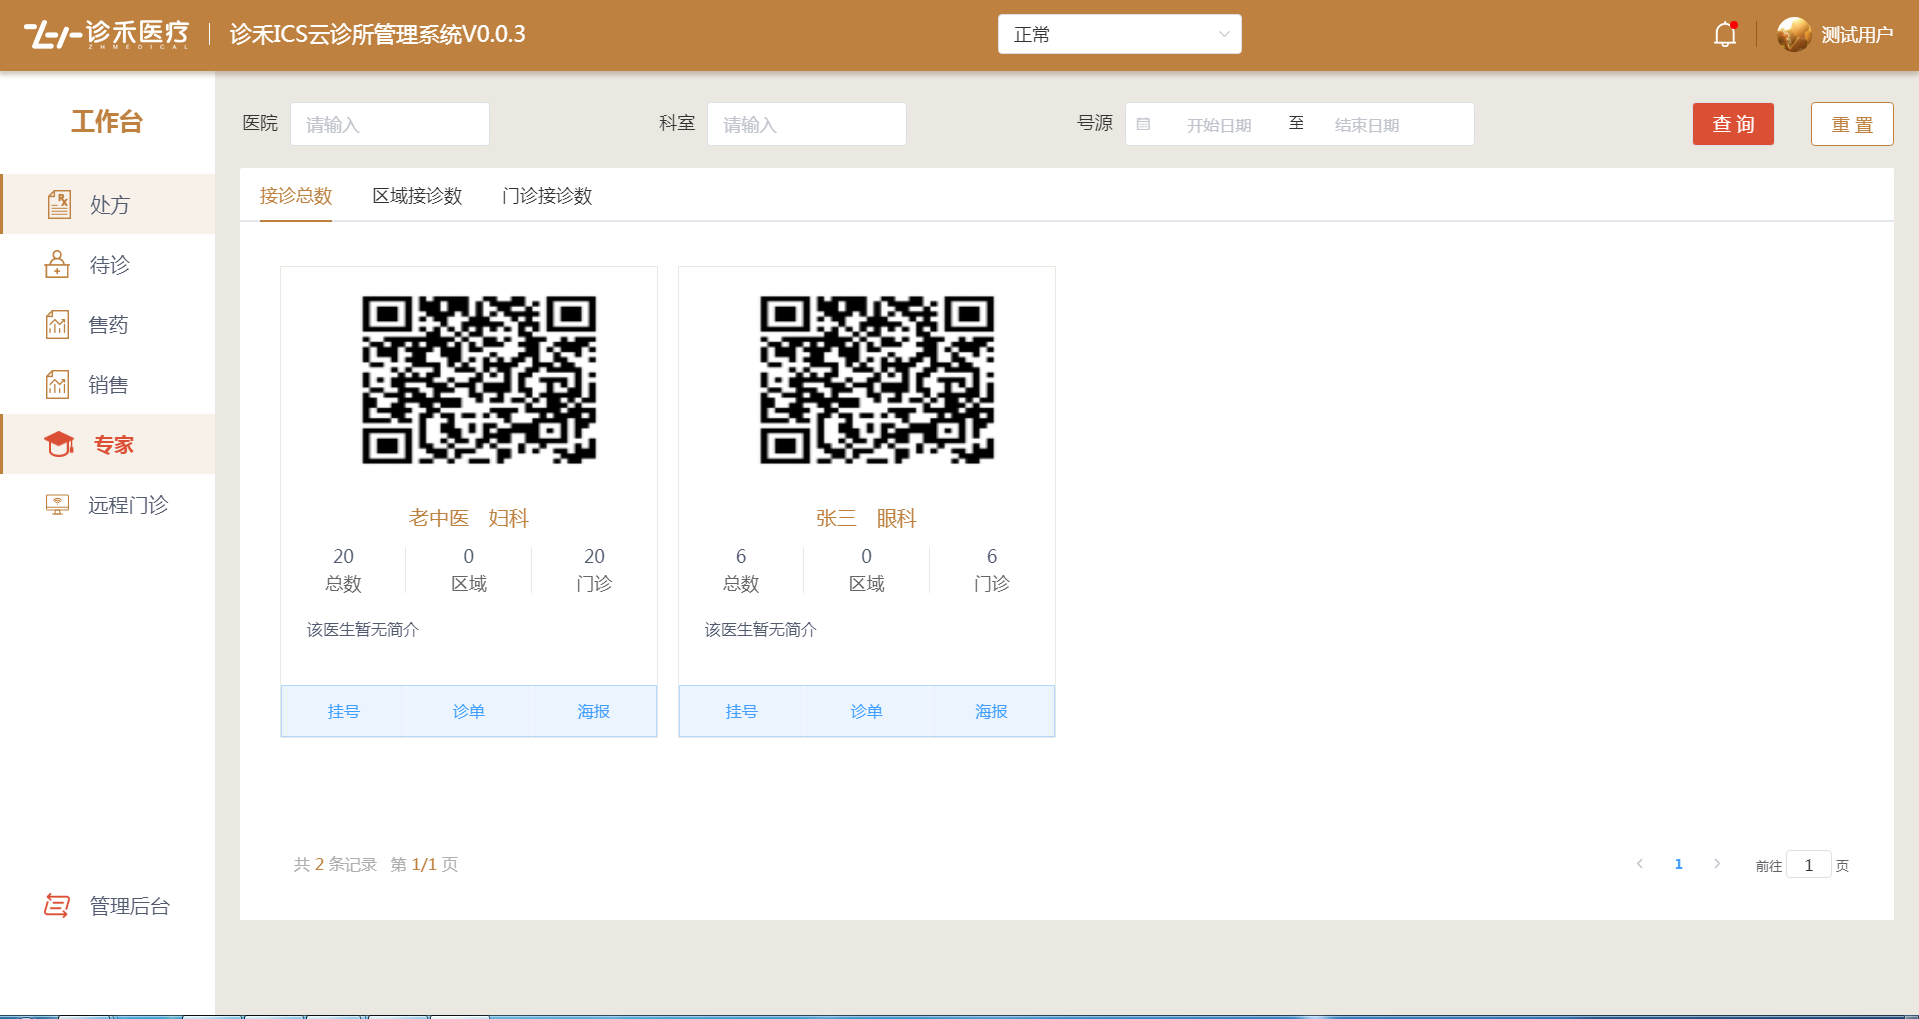 诊禾医疗
ZHMEDICAL
诊禾ICS云诊所管理系统V0.0.3
正常
测试用户
工作台
处方
待诊
售药
销售
专家
远程门诊
管理后台
医院 请输入 科室 请输入 号源 开始日期 至 结束日期 查询 重置
接诊总数 区域接诊数 门诊接诊数
老中医 妇科
20 0 20
总数 区域 门诊
该医生暂无简介
挂号 诊单 海报
张三 眼科
6 0 6
总数 区域 门诊
该医生暂无简介
挂号 诊单 海报
共 2 条记录 第 1/1 页
1 前往 1 页